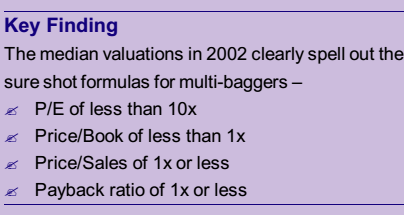 Key Finding
The median valuations in 2002 clearly spell out the
sure shot formulas for multi-baggers –
P/E of less than 10x
Price/Book of less than 1x
Price/Sales of 1x or less
Payback ratio of 1x or less